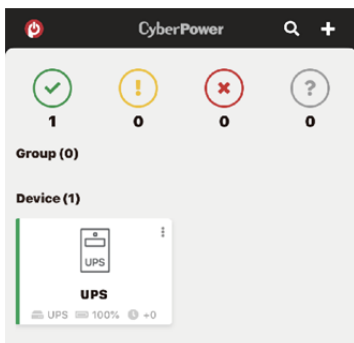 CyberPower
1 0 0 0
Group (0)
Device (1)
UPS
UPS
UPS 100% +0